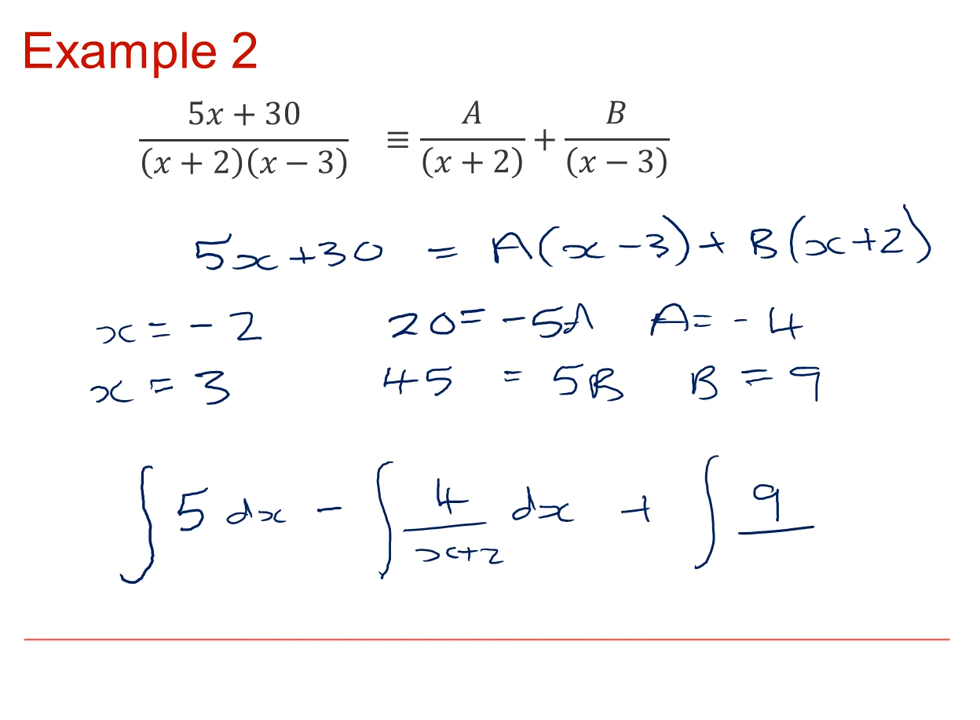 Example 2
(5x + 30)/((x + 2)(x − 3)) ≡ A/(x + 2) + B/(x − 3)
5x+30 = A(x−3)+ B(x+2)
x = − 2 20= −5A A= − 4
x = 3 45 = 5B B = 9
∫ 5 dx − ∫ 4/(x+2) dx + ∫ 9/